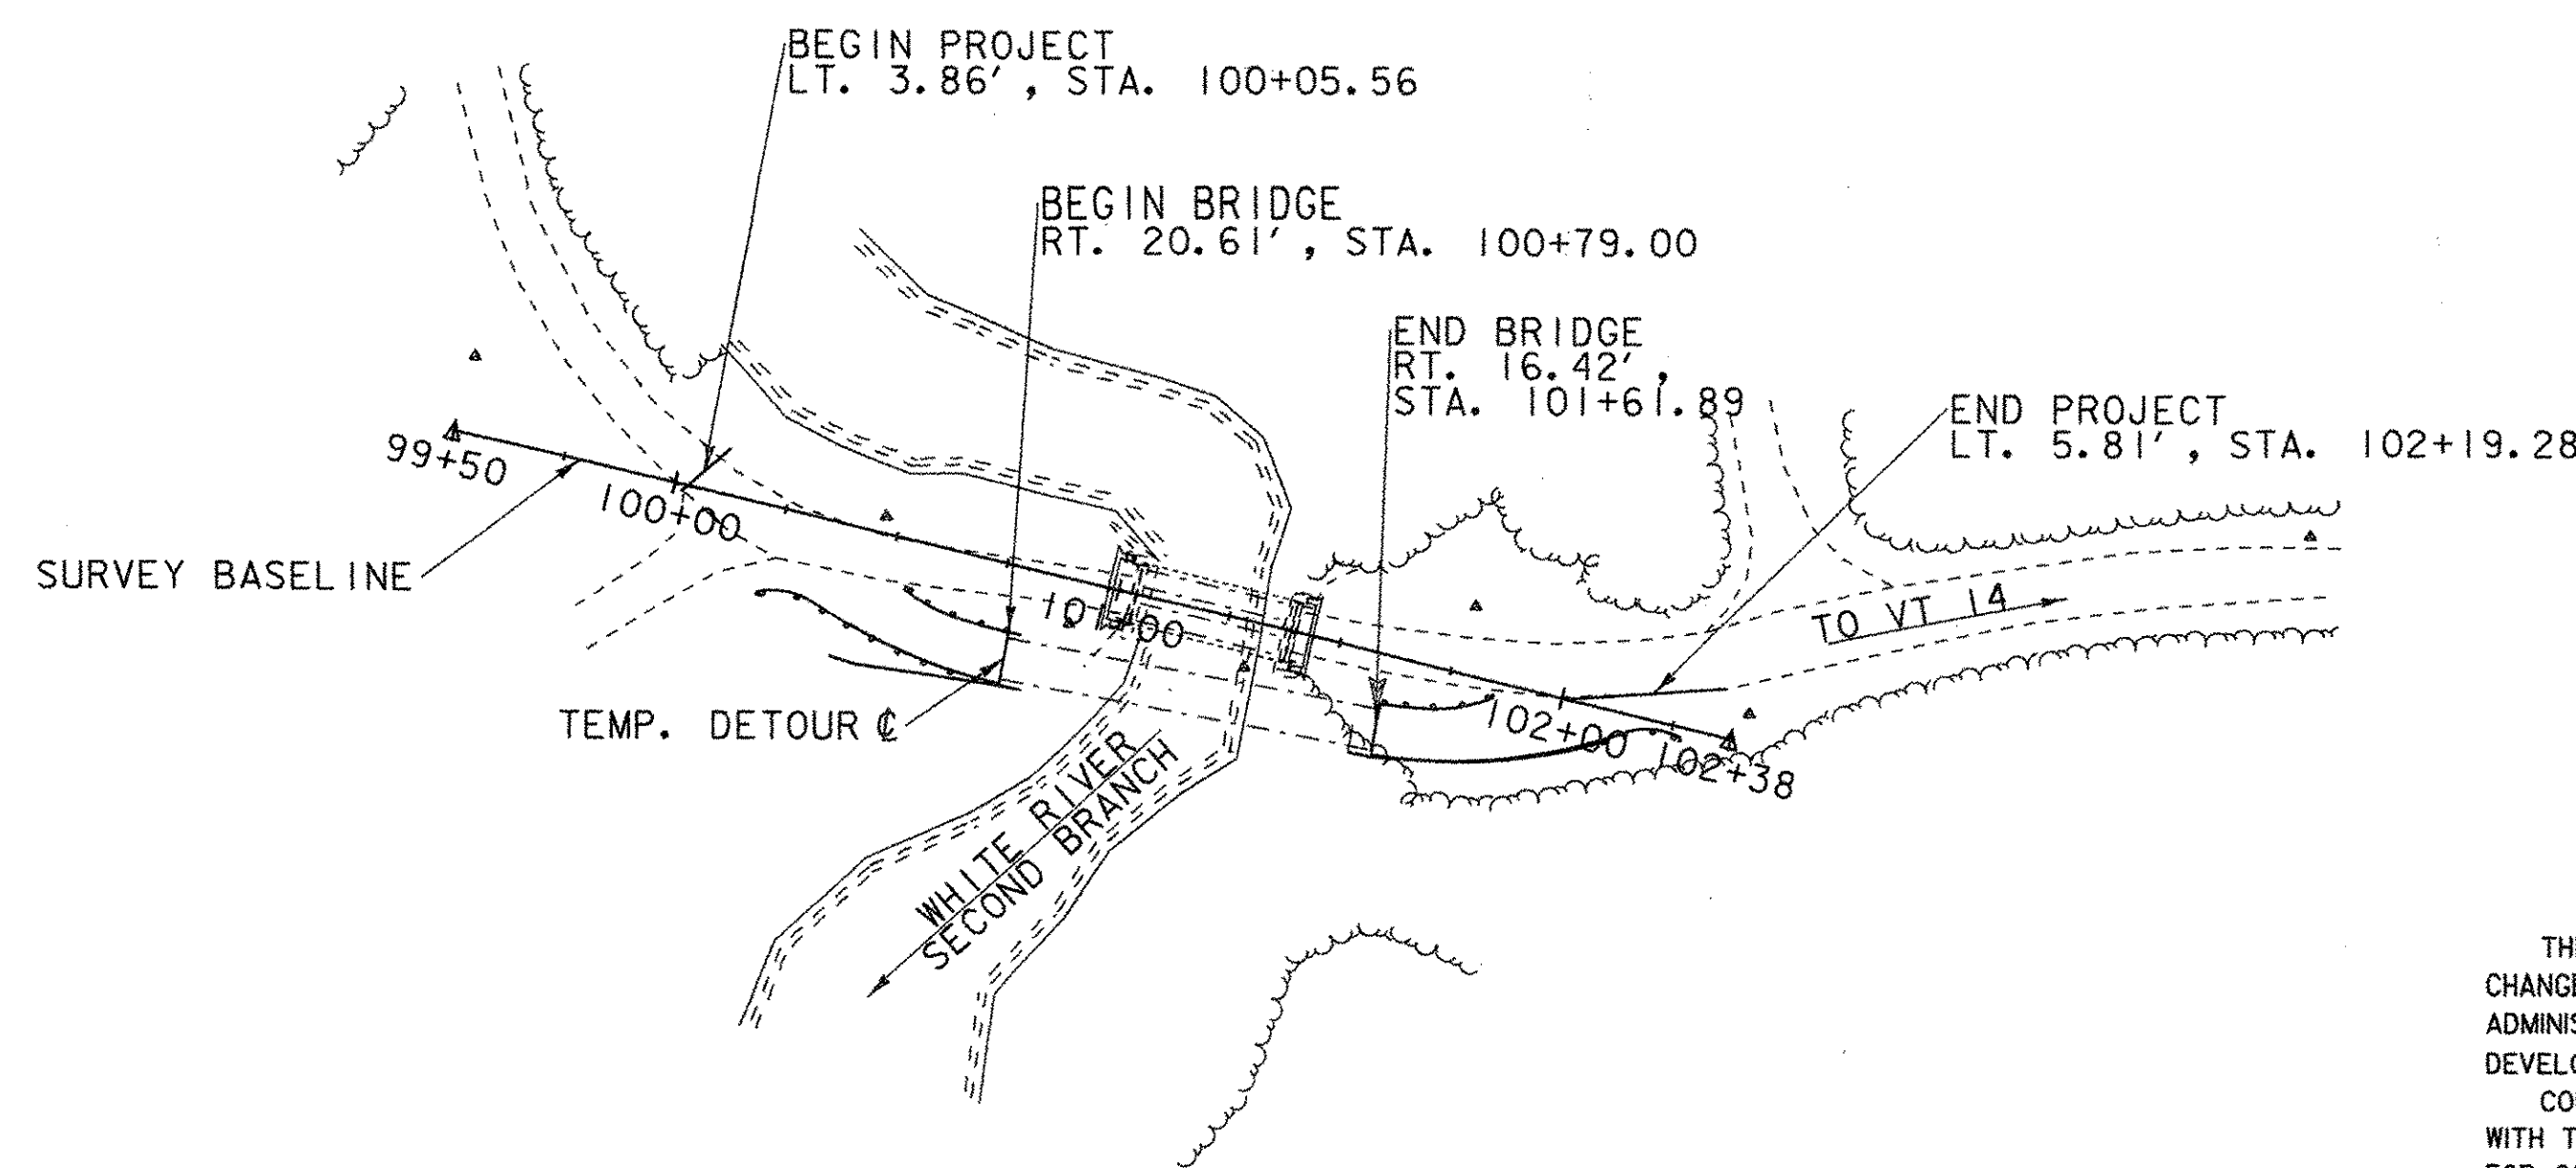 BEGIN PROJECT
LT. 3.86', STA. 100+05.56
BEGIN BRIDGE
RT. 20.61', STA. 100+79.00
END BRIDGE
RT. 16.42',
STA. 101+61.89
END PROJECT
LT. 5.81', STA. 102+19.28
99+50
100+00
SURVEY BASELINE
101+00
TO VT 14
TEMP. DETOUR ℄
102+00
102+38
WHITE RIVER
SECOND BRANCH
WITH